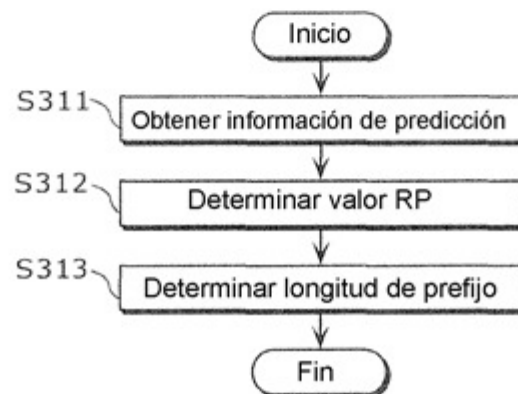 Inicio
S311
Obtener información de predicción
S312
Determinar valor RP
S313
Determinar longitud de prefijo
Fin